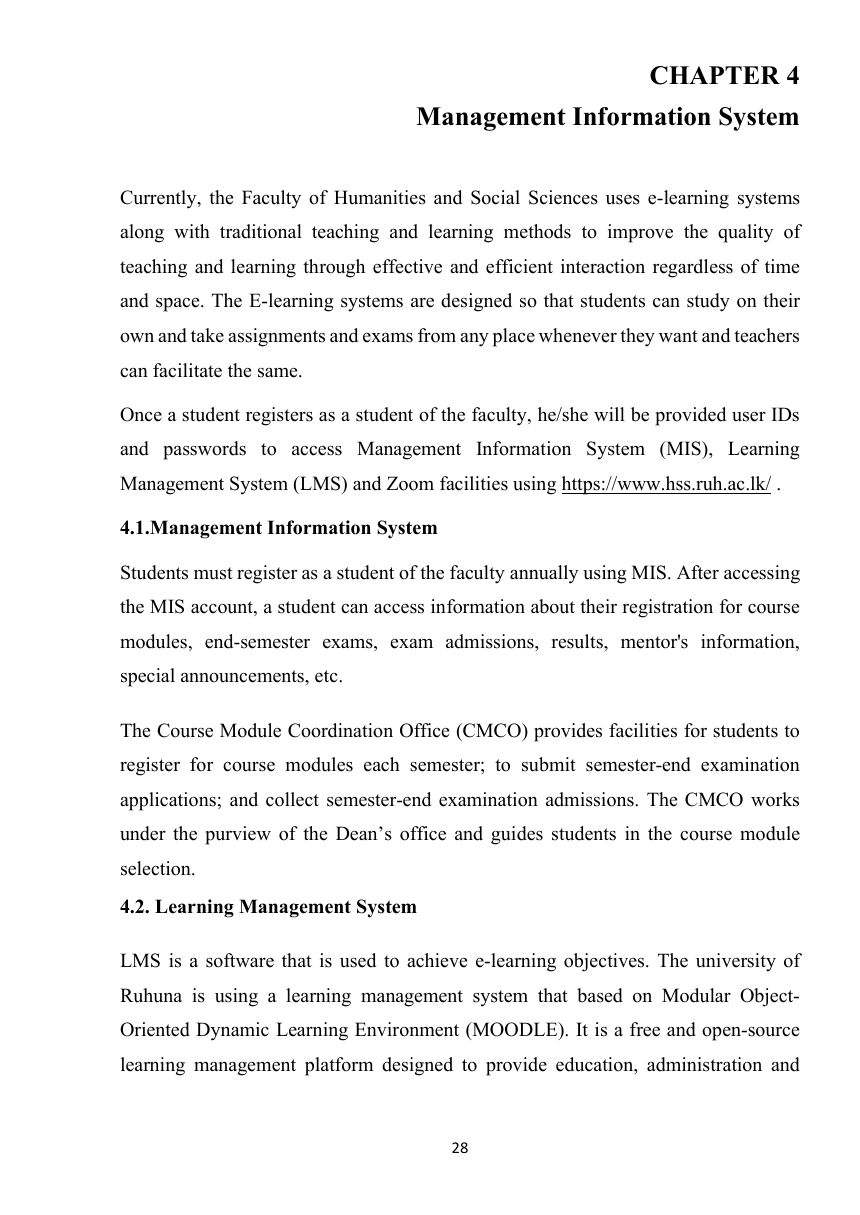 CHAPTER 4
Management Information System
Currently, the Faculty of Humanities and Social Sciences uses e-learning systems
along with traditional teaching and learning methods to improve the quality of
teaching and learning through effective and efficient interaction regardless of time
and space. The E-learning systems are designed so that students can study on their
own and take assignments and exams from any place whenever they want and teachers
can facilitate the same.
Once a student registers as a student of the faculty, he/she will be provided user IDs
and passwords to access Management Information System (MIS), Learning
Management System (LMS) and Zoom facilities using https://www.hss.ruh.ac.lk/ .
4.1.Management Information System
Students must register as a student of the faculty annually using MIS. After accessing
the MIS account, a student can access information about their registration for course
modules, end-semester exams, exam admissions, results, mentor's information,
special announcements, etc.
The Course Module Coordination Office (CMCO) provides facilities for students to
register for course modules each semester; to submit semester-end examination
applications; and collect semester-end examination admissions. The CMCO works
under the purview of the Dean’s office and guides students in the course module
selection.
4.2. Learning Management System
LMS is a software that is used to achieve e-learning objectives. The university of
Ruhuna is using a learning management system that based on Modular Object-
Oriented Dynamic Learning Environment (MOODLE). It is a free and open-source
learning management platform designed to provide education, administration and
28